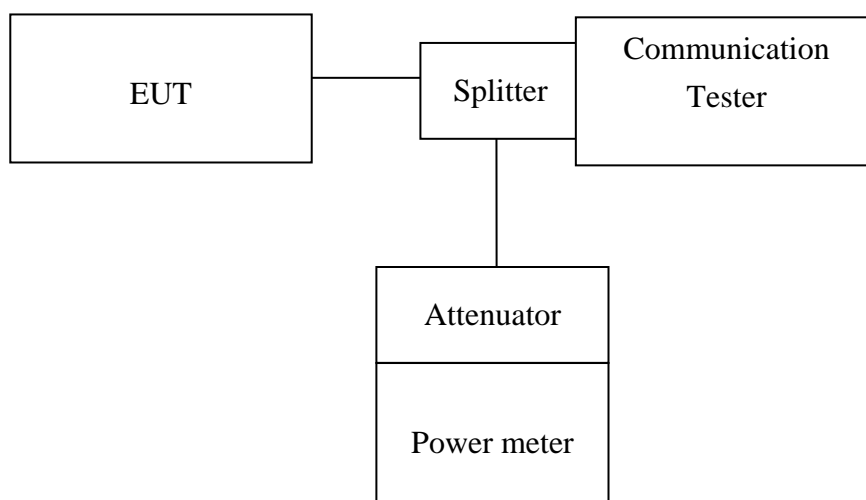 EUT
Splitter
Communication
Tester
Attenuator
Power meter